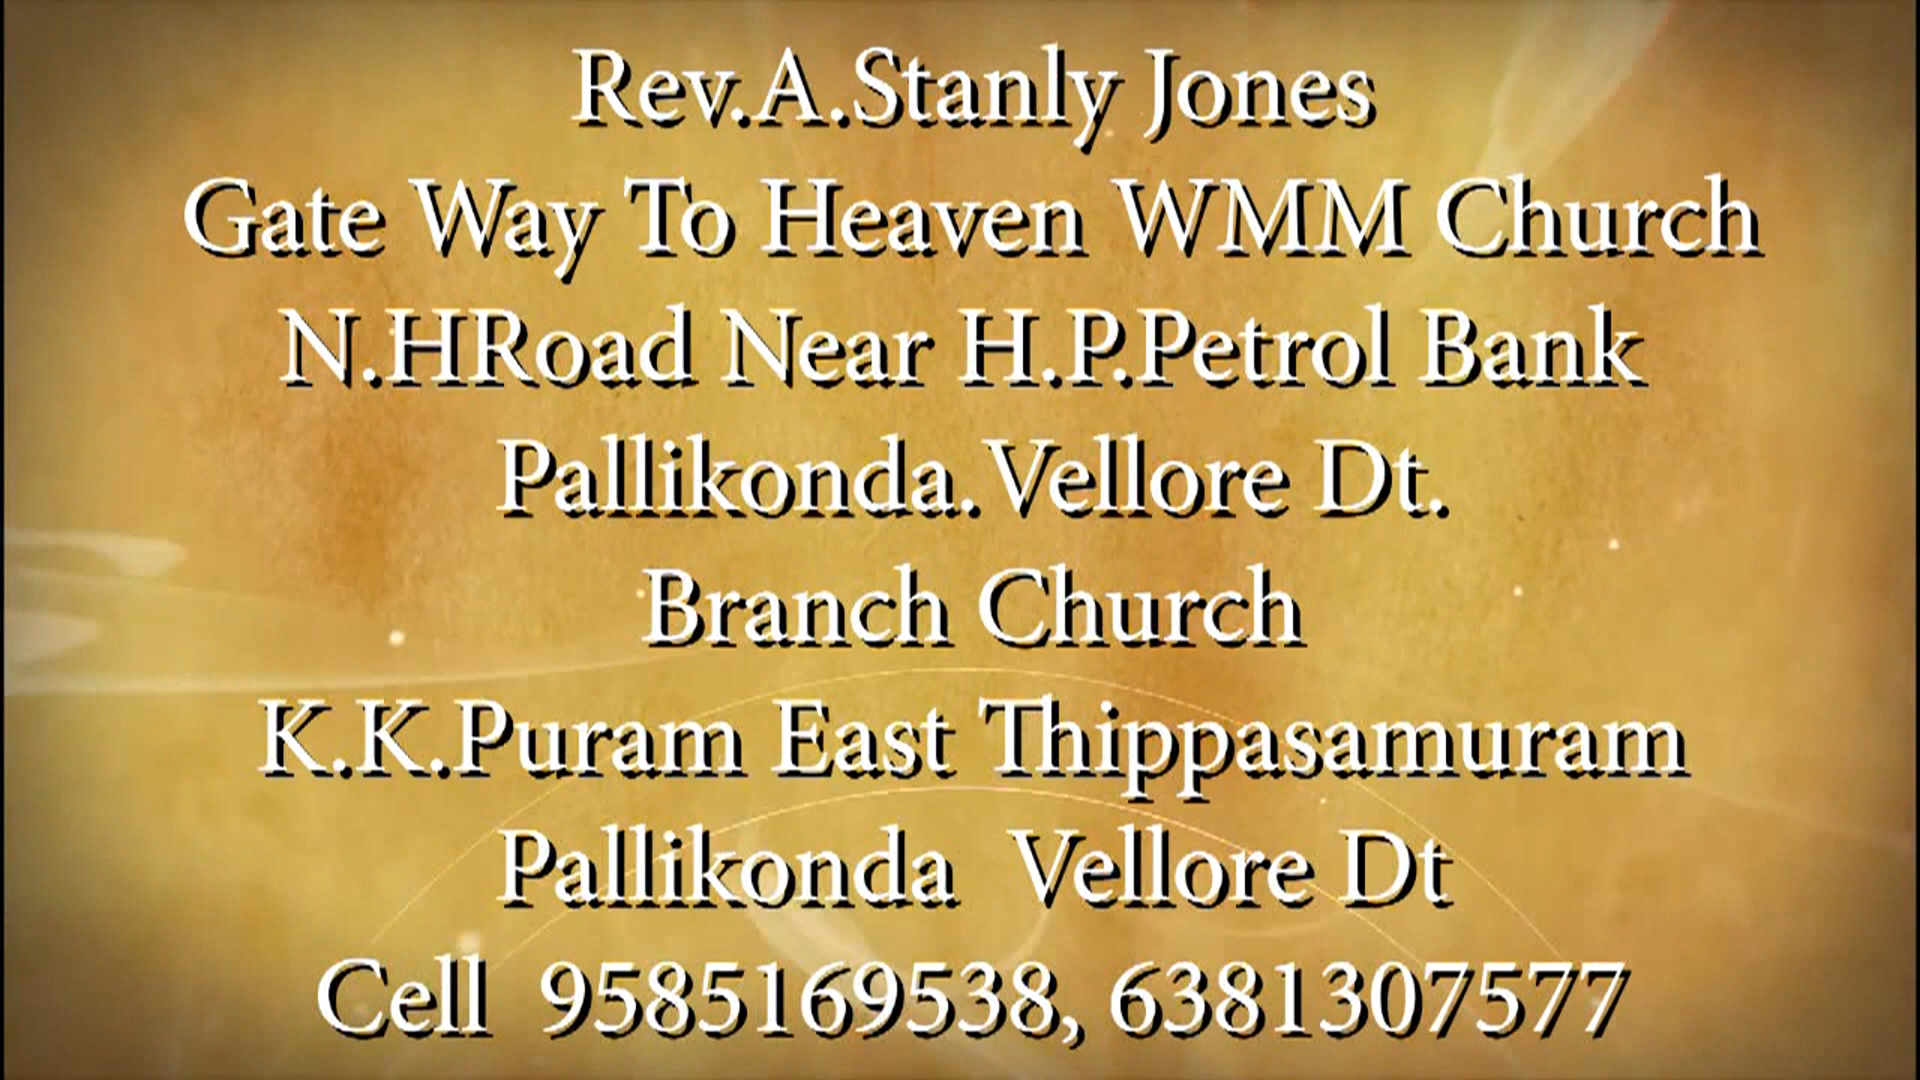 Rev.A.Stanly Jones
Gate Way To Heaven WMM Church
N.HRoad Near H.P.Petrol Bank
Pallikonda. Vellore Dt.
Branch Church
K.K.Puram East Thippasamuram
Pallikonda  Vellore Dt
Cell  9585169538, 6381307577